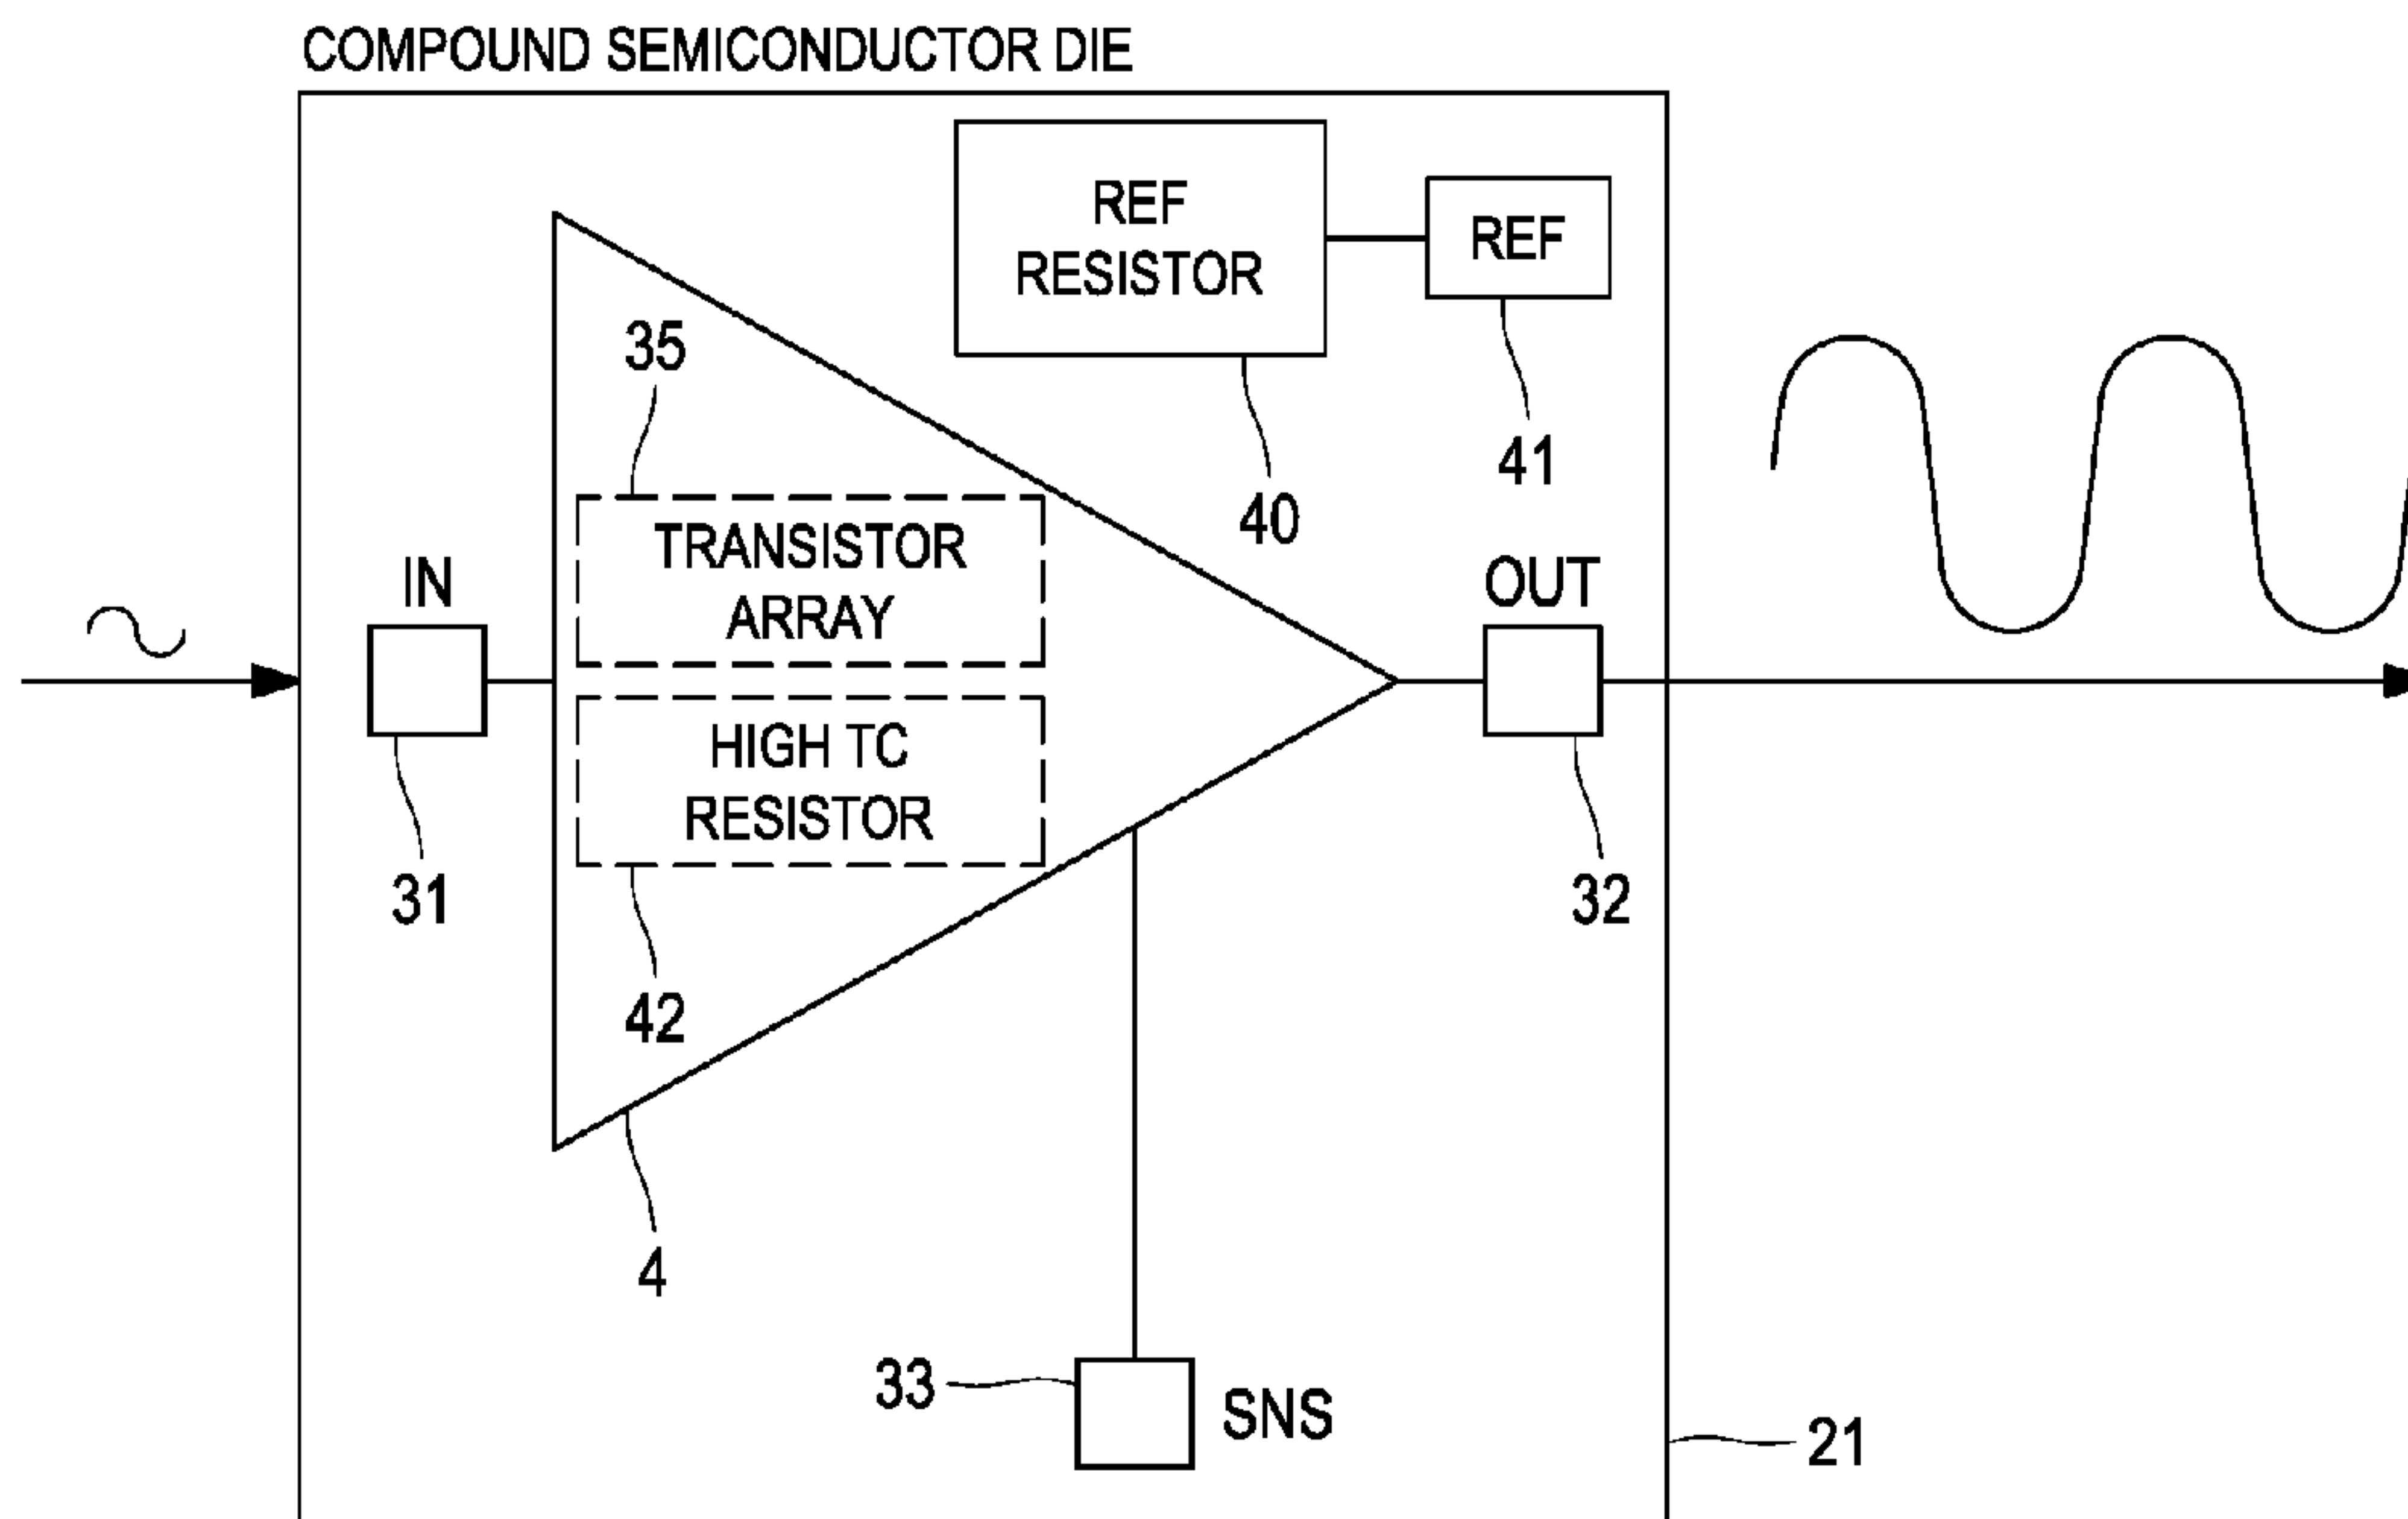 COMPOUND SEMICONDUCTOR DIE
REF
RESISTOR
REF
35
41
40
TRANSISTOR
ARRAY
IN
OUT
HIGH TC
RESISTOR
31
32
42
4
33
SNS
21